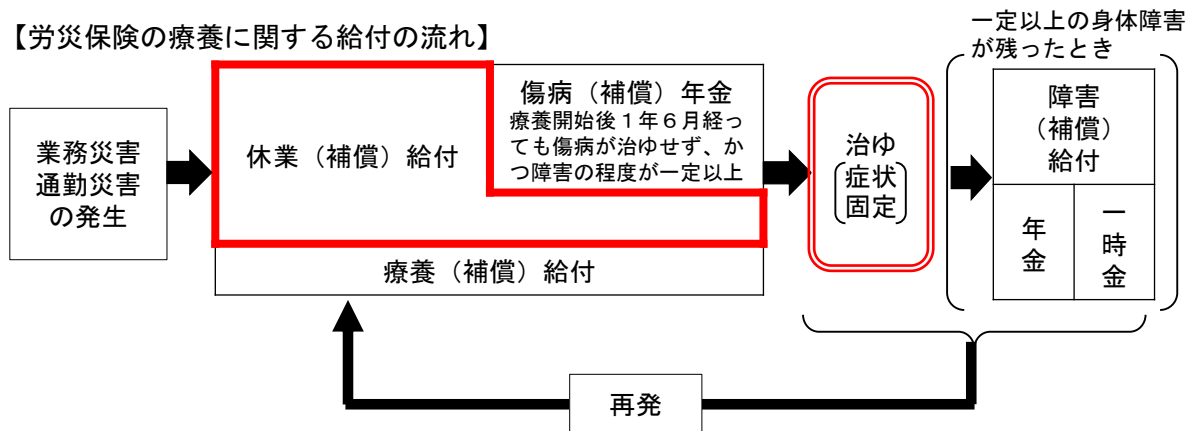 【労災保険の療養に関する給付の流れ】
一定以上の身体障害
が残ったとき
業務災害
通勤災害
の発生
休業（補償）給付
傷病（補償）年金
療養開始後１年６月経っ
ても傷病が治ゆせず、か
つ障害の程度が一定以上
療養（補償）給付
治ゆ
症状
固定
障害
（補償）
給付
年金
一時金
再発